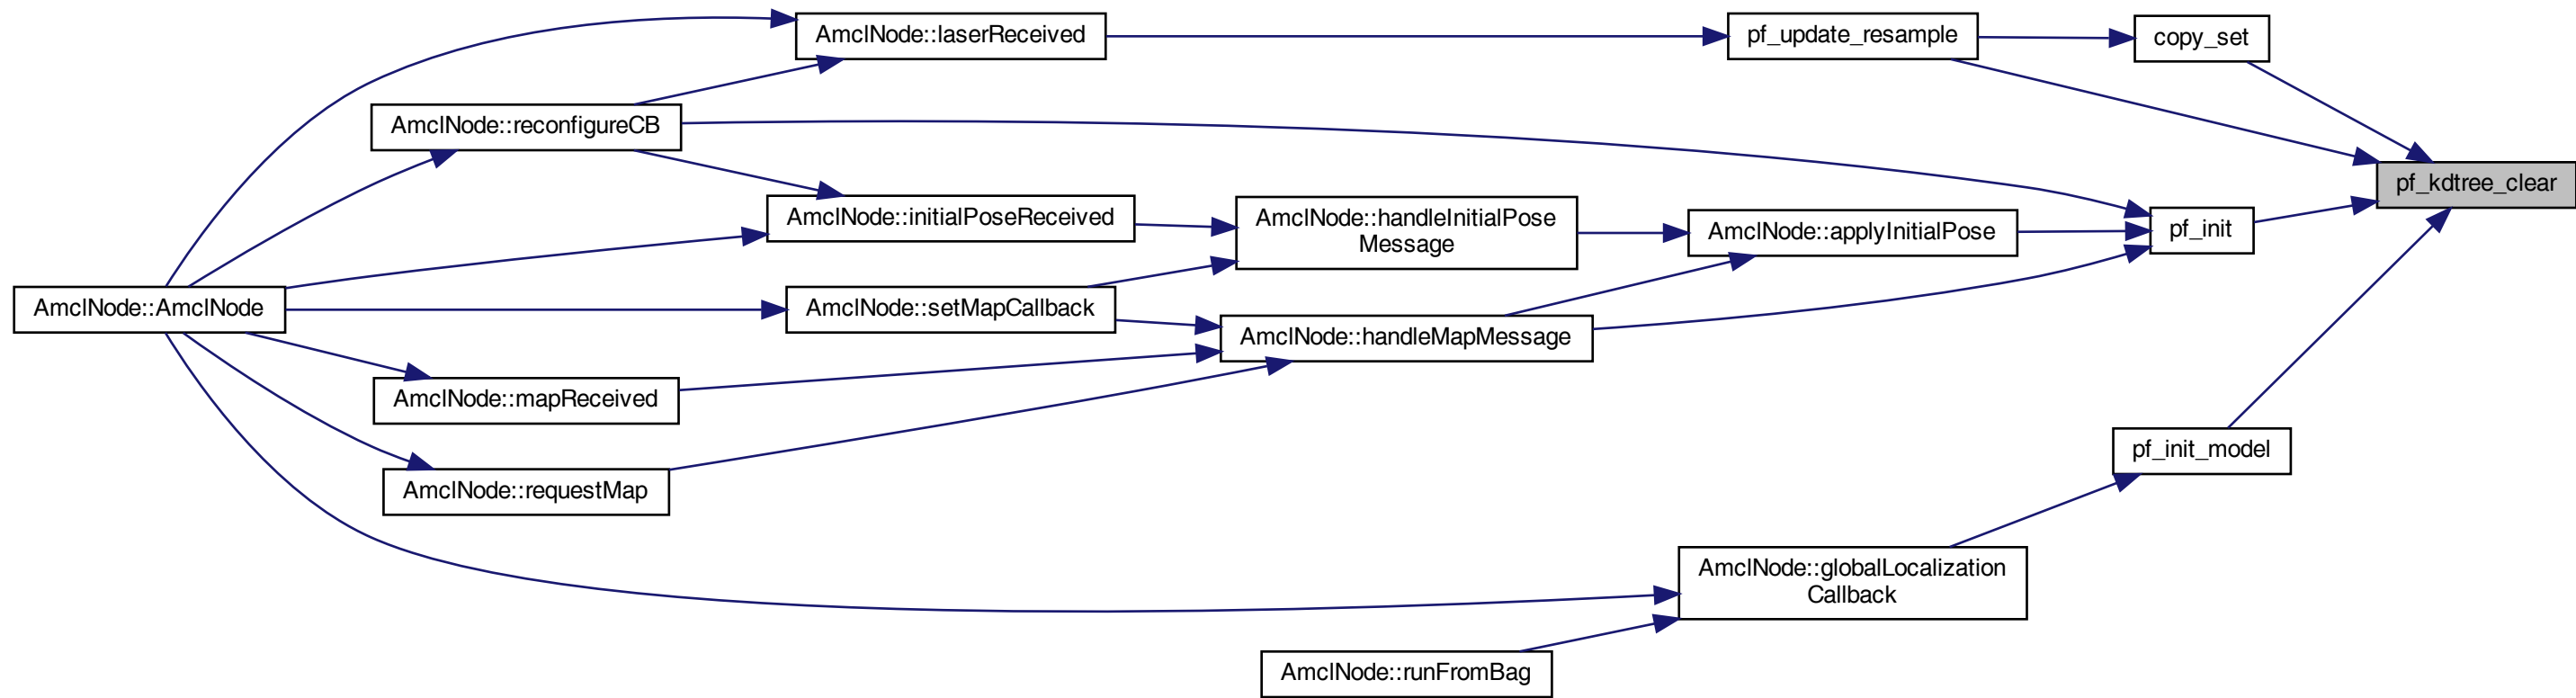 AmclNode::laserReceived
pf_update_resample
copy_set
AmclNode::reconfigureCB
pf_kdtree_clear
AmclNode::initialPoseReceived
AmclNode::handleInitialPose
Message
AmclNode::applyInitialPose
pf_init
AmclNode::AmclNode
AmclNode::setMapCallback
AmclNode::handleMapMessage
AmclNode::mapReceived
pf_init_model
AmclNode::requestMap
AmclNode::globalLocalization
Callback
AmclNode::runFromBag